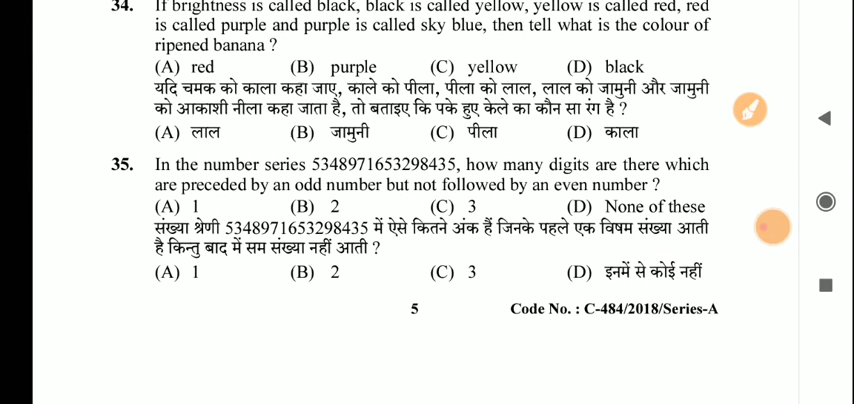 34. If brightness is called black, black is called yellow, yellow is called red, red
is called purple and purple is called sky blue, then tell what is the colour of
ripened banana ?
(A) red (B) purple (C) yellow (D) black
यदि चमक को काला कहा जाए, काले को पीला, पीला को लाल, लाल को जामुनी और जामुनी
को आकाशी नीला कहा जाता है, तो बताइए कि पके हुए केले का कौन सा रंग है ?
(A) लाल (B) जामुनी (C) पीला (D) काला
35. In the number series 5348971653298435, how many digits are there which
are preceded by an odd number but not followed by an even number ?
(A) 1 (B) 2 (C) 3 (D) None of these
संख्या श्रेणी 5348971653298435 में ऐसे कितने अंक हैं जिनके पहले एक विषम संख्या आती
है किन्तु बाद में सम संख्या नहीं आती ?
(A) 1 (B) 2 (C) 3 (D) इनमें से कोई नहीं
5 Code No. : C-484/2018/Series-A